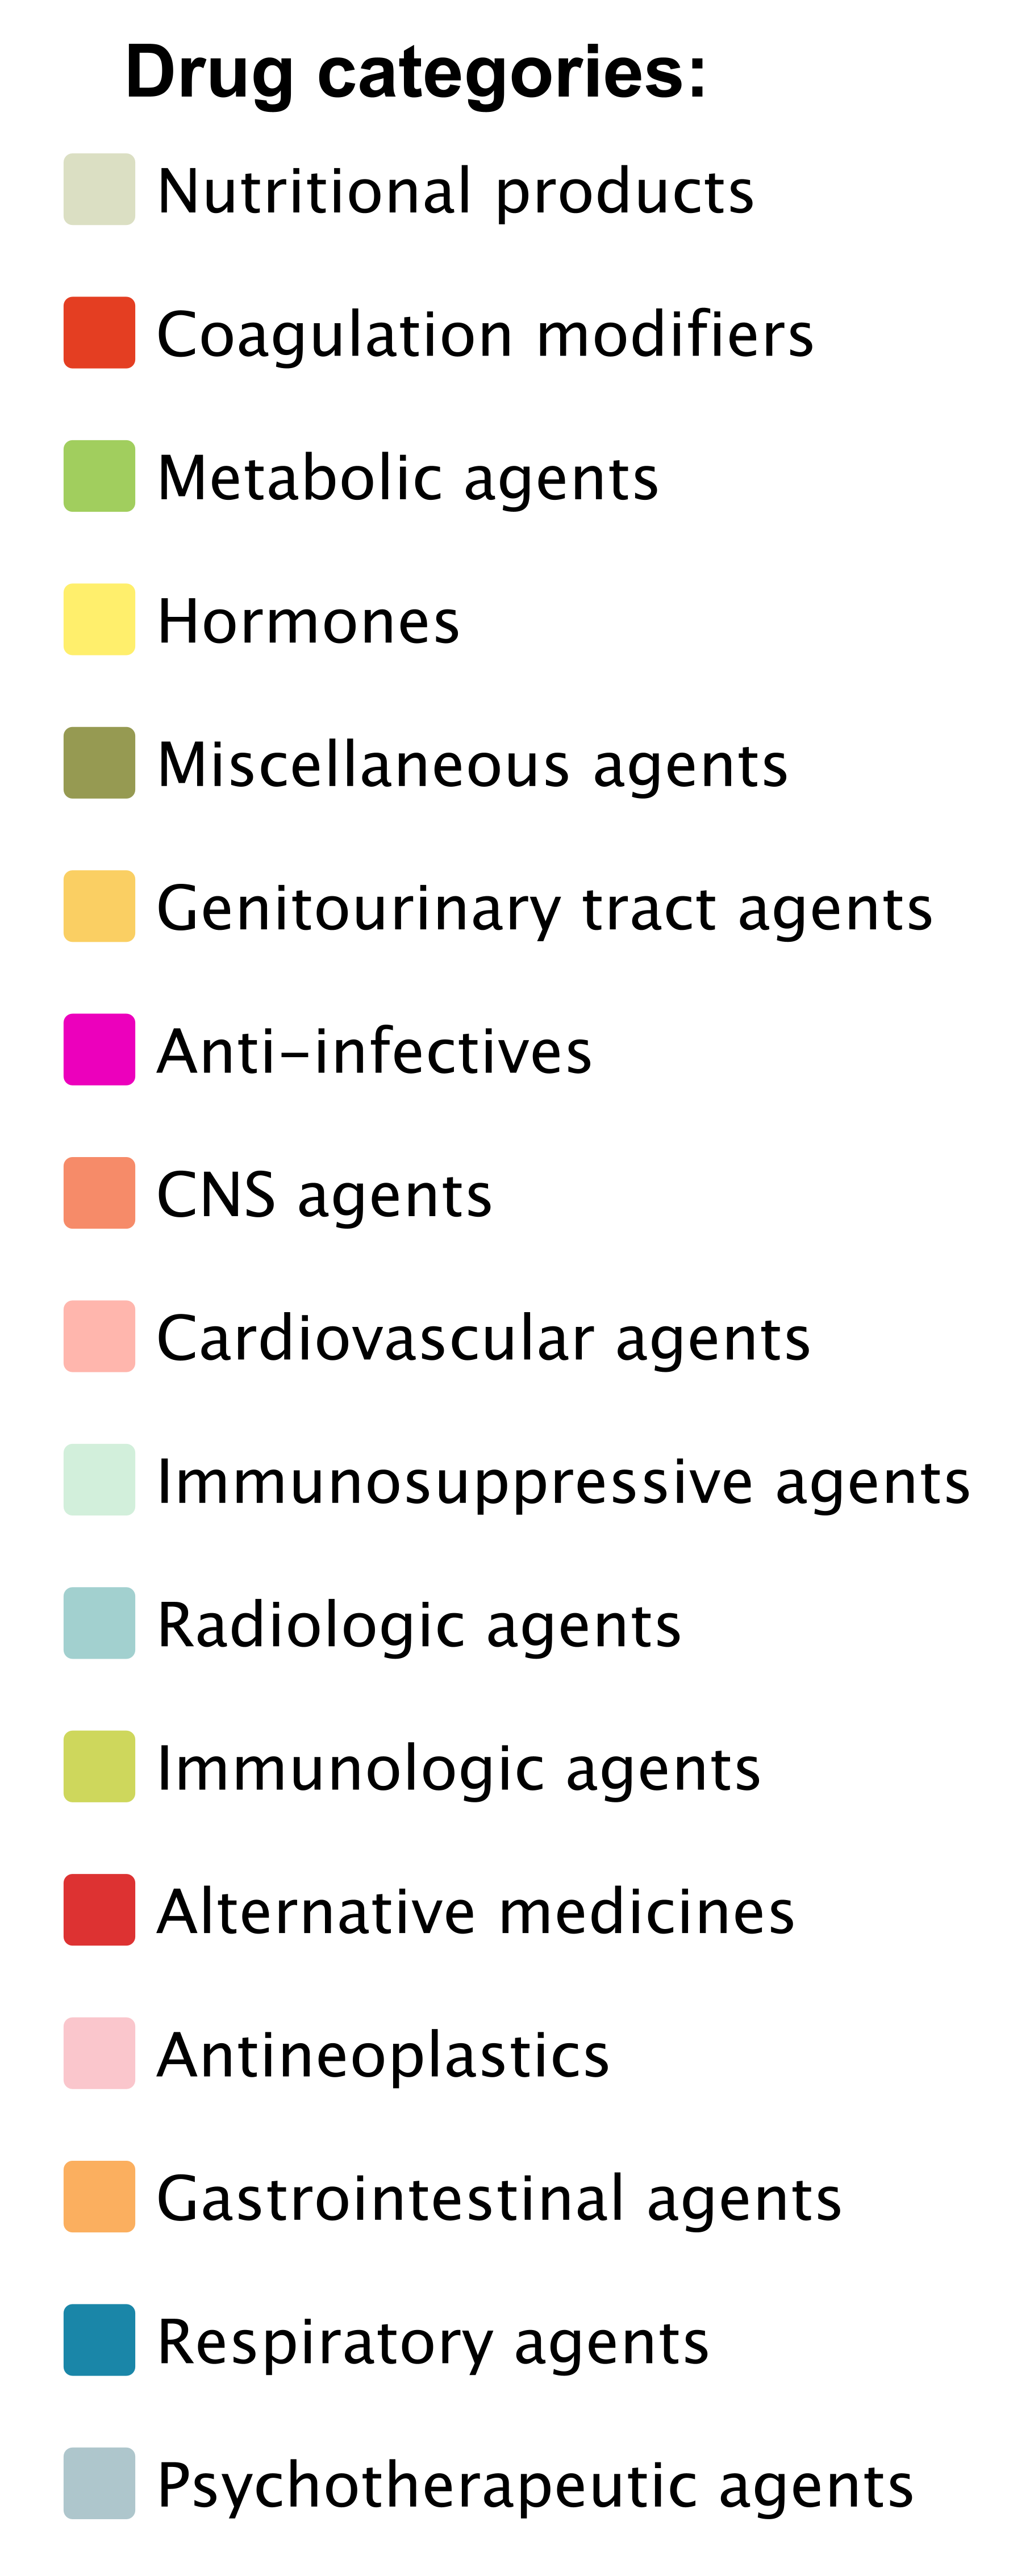 Drug categories:
Nutritional products
Coagulation modifiers
Metabolic agents
Hormones
Miscellaneous agents
Genitourinary tract agents
Anti-infectives
CNS agents
Cardiovascular agents
Immunosuppressive agents
Radiologic agents
Immunologic agents
Alternative medicines
Antineoplastics
Gastrointestinal agents
Respiratory agents
Psychotherapeutic agents